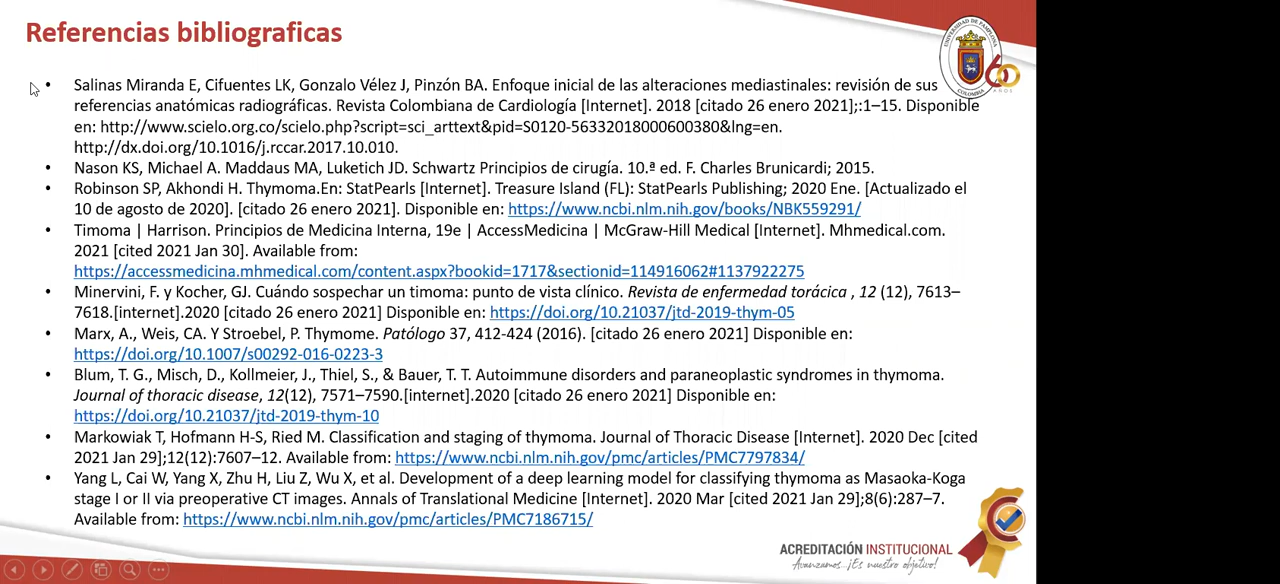 Referencias bibliograficas
UNIVERSIDAD DE PAMPLONA
COLOMBIA
60
AÑOS
• Salinas Miranda E, Cifuentes LK, Gonzalo Vélez J, Pinzón BA. Enfoque inicial de las alteraciones mediastinales: revisión de sus
referencias anatómicas radiográficas. Revista Colombiana de Cardiología [Internet]. 2018 [citado 26 enero 2021];:1–15. Disponible
en: http://www.scielo.org.co/scielo.php?script=sci_arttext&pid=S0120-56332018000600380&lng=en.
http://dx.doi.org/10.1016/j.rccar.2017.10.010.
• Nason KS, Michael A. Maddaus MA, Luketich JD. Schwartz Principios de cirugía. 10.ª ed. F. Charles Brunicardi; 2015.
• Robinson SP, Akhondi H. Thymoma.En: StatPearls [Internet]. Treasure Island (FL): StatPearls Publishing; 2020 Ene. [Actualizado el
10 de agosto de 2020]. [citado 26 enero 2021]. Disponible en: https://www.ncbi.nlm.nih.gov/books/NBK559291/
• Timoma | Harrison. Principios de Medicina Interna, 19e | AccessMedicina | McGraw-Hill Medical [Internet]. Mhmedical.com.
2021 [cited 2021 Jan 30]. Available from:
https://accessmedicina.mhmedical.com/content.aspx?bookid=1717&sectionid=114916062#1137922275
• Minervini, F. y Kocher, GJ. Cuándo sospechar un timoma: punto de vista clínico. Revista de enfermedad torácica , 12 (12), 7613–
7618.[internet].2020 [citado 26 enero 2021] Disponible en: https://doi.org/10.21037/jtd-2019-thym-05
• Marx, A., Weis, CA. Y Stroebel, P. Thymome. Patólogo 37, 412-424 (2016). [citado 26 enero 2021] Disponible en:
https://doi.org/10.1007/s00292-016-0223-3
• Blum, T. G., Misch, D., Kollmeier, J., Thiel, S., & Bauer, T. T. Autoimmune disorders and paraneoplastic syndromes in thymoma.
Journal of thoracic disease, 12(12), 7571–7590.[internet].2020 [citado 26 enero 2021] Disponible en:
https://doi.org/10.21037/jtd-2019-thym-10
• Markowiak T, Hofmann H-S, Ried M. Classification and staging of thymoma. Journal of Thoracic Disease [Internet]. 2020 Dec [cited
2021 Jan 29];12(12):7607–12. Available from: https://www.ncbi.nlm.nih.gov/pmc/articles/PMC7797834/
• Yang L, Cai W, Yang X, Zhu H, Liu Z, Wu X, et al. Development of a deep learning model for classifying thymoma as Masaoka-Koga
stage I or II via preoperative CT images. Annals of Translational Medicine [Internet]. 2020 Mar [cited 2021 Jan 29];8(6):287–7.
Available from: https://www.ncbi.nlm.nih.gov/pmc/articles/PMC7186715/
ACREDITACIÓN INSTITUCIONAL
Avanzamos... ¡Es nuestro objetivo!